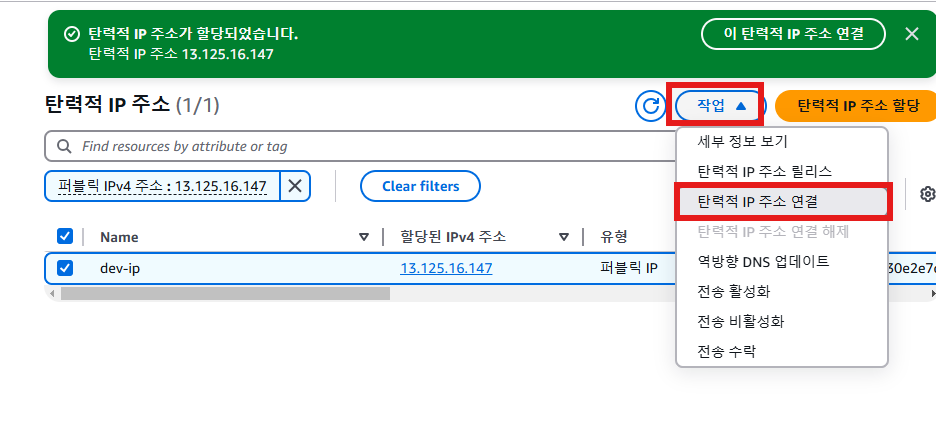 탄력적 IP 주소가 할당되었습니다.
탄력적 IP 주소 13.125.16.147
이 탄력적 IP 주소 연결
탄력적 IP 주소 (1/1)
작업
탄력적 IP 주소 할당
Find resources by attribute or tag
퍼블릭 IPv4 주소 : 13.125.16.147
Clear filters
Name
할당된 IPv4 주소
유형
dev-ip
13.125.16.147
퍼블릭 IP
세부 정보 보기
탄력적 IP 주소 릴리스
탄력적 IP 주소 연결
탄력적 IP 주소 연결 해제
역방향 DNS 업데이트
전송 활성화
전송 비활성화
전송 수락